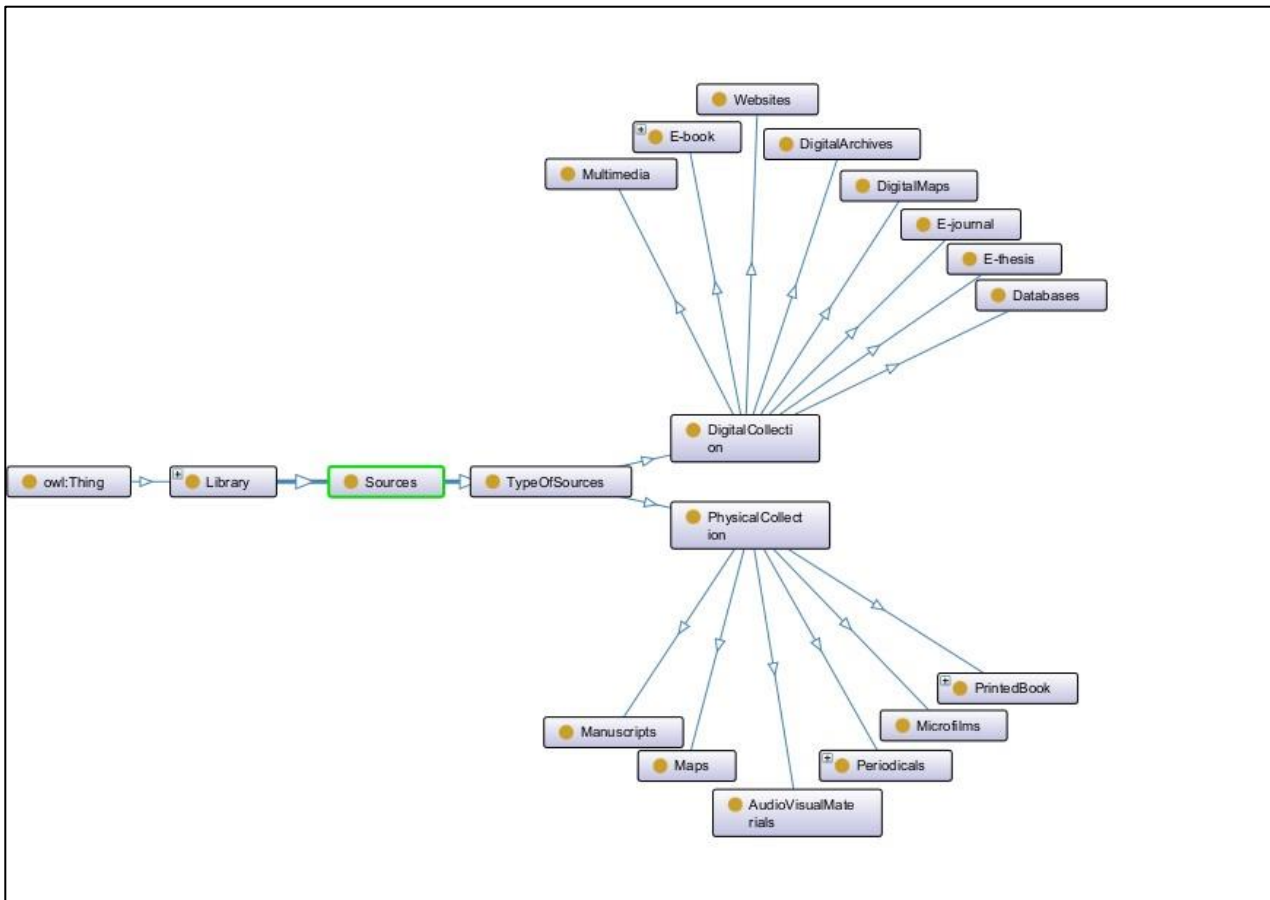 Websites
E-book
DigitalArchives
Multimedia
DigitalMaps
E-journal
E-thesis
Databases
DigitalCollecti
on
owl:Thing
Library
Sources
TypeOfSources
PhysicalCollect
ion
PrintedBook
Microfilms
Manuscripts
Maps
Periodicals
AudioVisualMate
rials